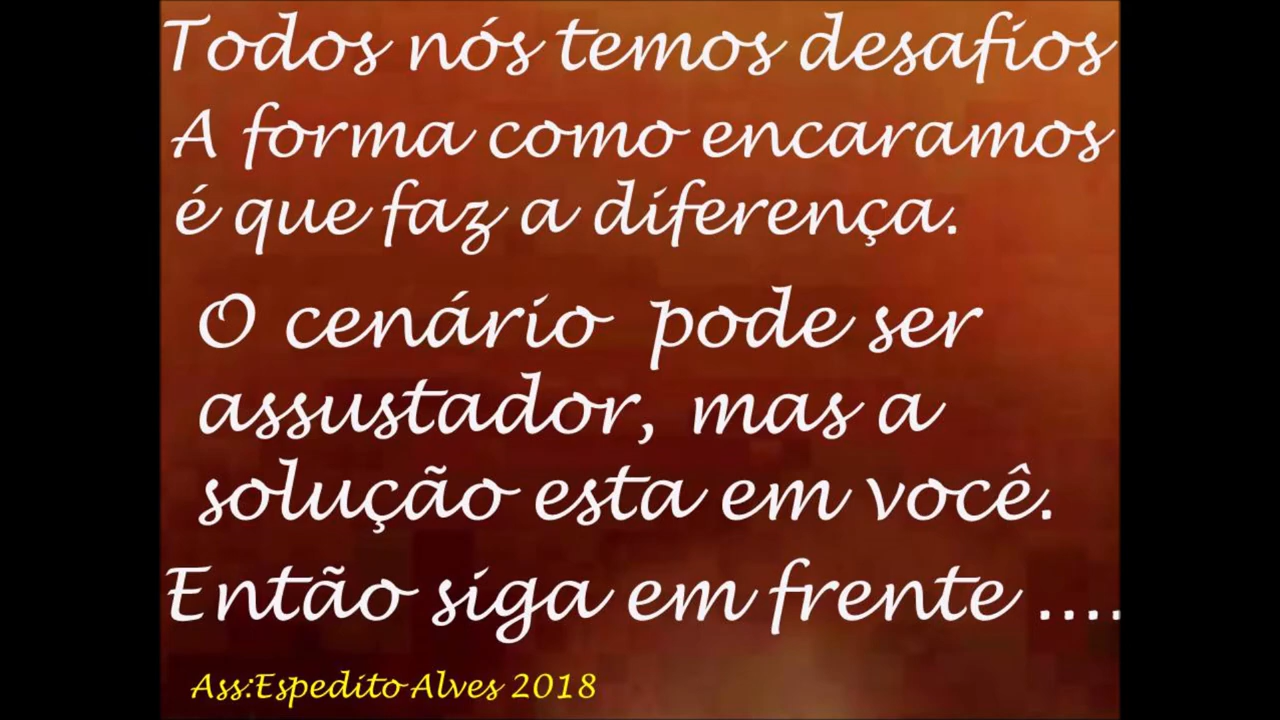 Todos nós temos desafios
A forma como encaramos
é que faz a diferença.
O cenário pode ser
assustador, mas a
solução esta em você.
Então siga em frente ....
Ass:Espedito Alves 2018